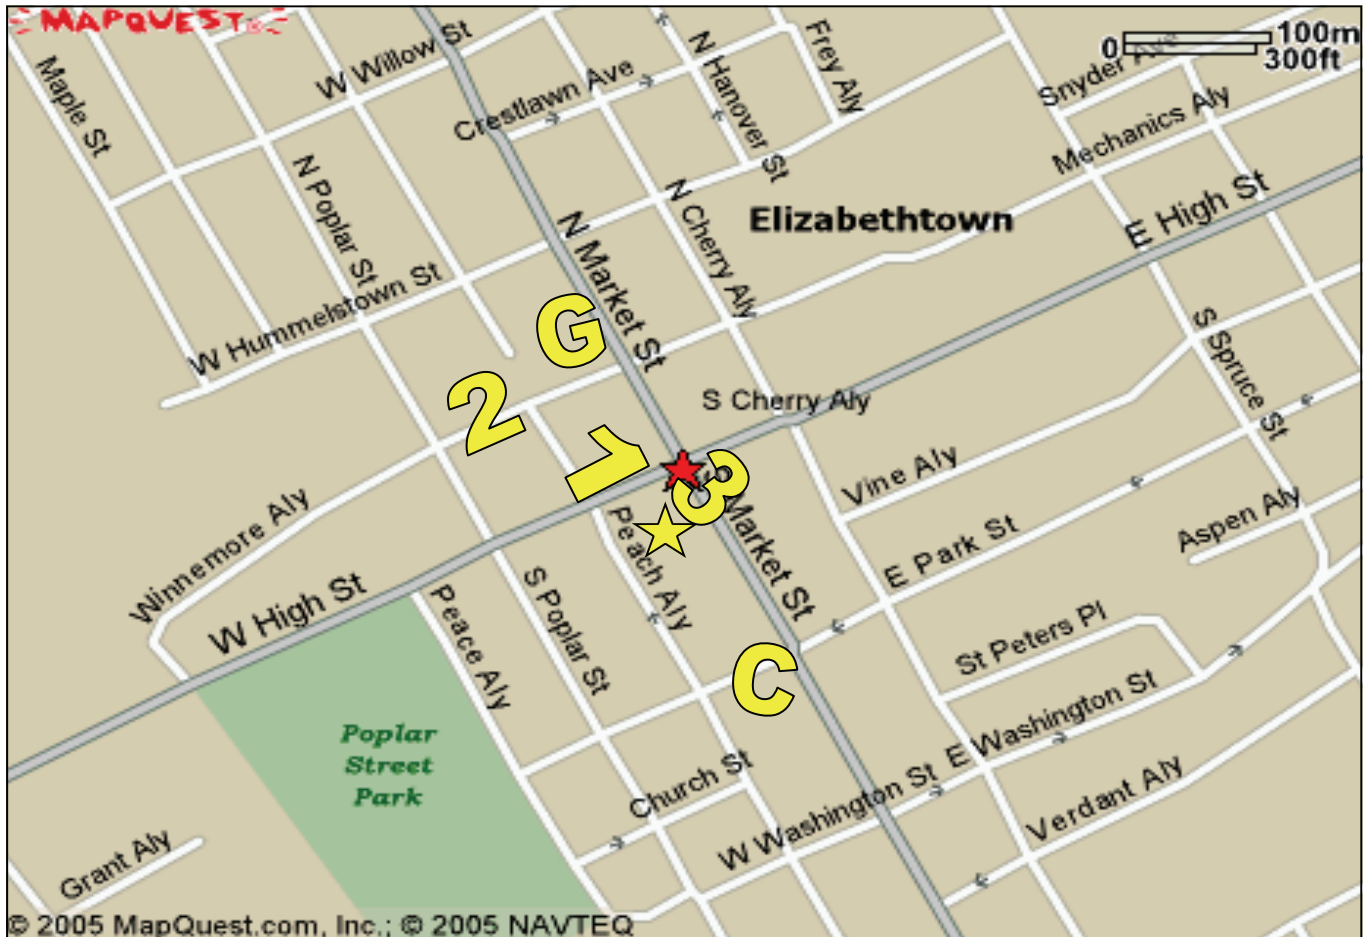 MAPQUEST
100m
0
300ft
W Willow St
Maple St
Crestlawn Ave
N Hanover St
Frey Aly
Snyder Ave
Mechanics Aly
N Poplar St
N Market St
N Cherry Aly
Elizabethtown
E High St
W Hummelstown St
G
S Spruce St
2
S Cherry Aly
1
3
Vine Aly
Market St
Winnemore Aly
Peach Aly
E Park St
Aspen Aly
W High St
Peace Aly
S Poplar St
St Peters Pl
C
Poplar
Street
Park
E Washington St
Church St
W Washington St
Verdant Aly
Grant Aly
© 2005 MapQuest.com, Inc.; © 2005 NAVTEQ